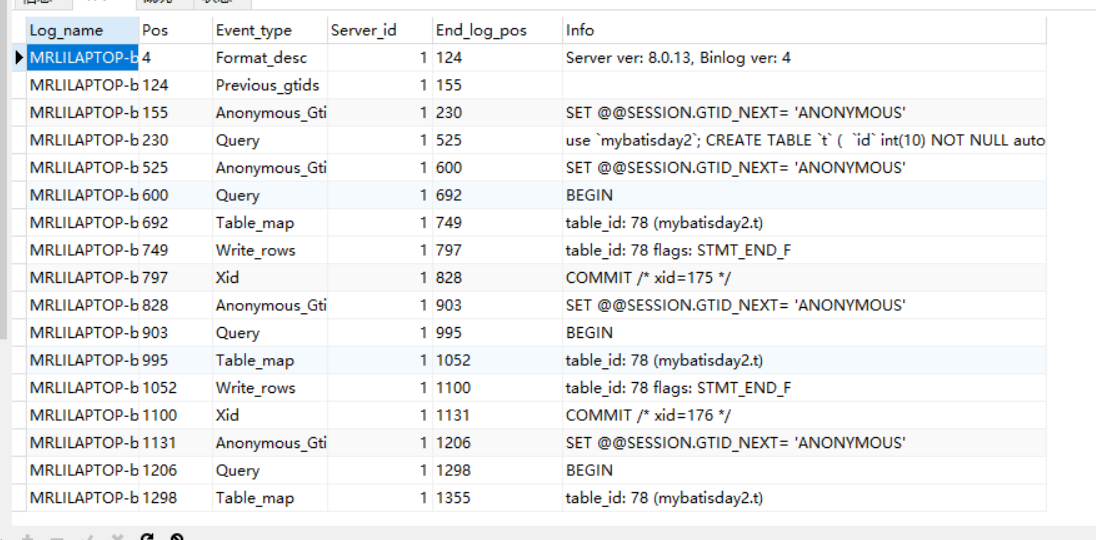 Log_name Pos Event_type Server_id End_log_pos Info
MRLILAPTOP-b 4 Format_desc 1 124 Server ver: 8.0.13, Binlog ver: 4
MRLILAPTOP-b 124 Previous_gtids 1 155
MRLILAPTOP-b 155 Anonymous_Gti 1 230 SET @@SESSION.GTID_NEXT= 'ANONYMOUS'
MRLILAPTOP-b 230 Query 1 525 use `mybatisday2`; CREATE TABLE `t` ( `id` int(10) NOT NULL auto
MRLILAPTOP-b 525 Anonymous_Gti 1 600 SET @@SESSION.GTID_NEXT= 'ANONYMOUS'
MRLILAPTOP-b 600 Query 1 692 BEGIN
MRLILAPTOP-b 692 Table_map 1 749 table_id: 78 (mybatisday2.t)
MRLILAPTOP-b 749 Write_rows 1 797 table_id: 78 flags: STMT_END_F
MRLILAPTOP-b 797 Xid 1 828 COMMIT /* xid=175 */
MRLILAPTOP-b 828 Anonymous_Gti 1 903 SET @@SESSION.GTID_NEXT= 'ANONYMOUS'
MRLILAPTOP-b 903 Query 1 995 BEGIN
MRLILAPTOP-b 995 Table_map 1 1052 table_id: 78 (mybatisday2.t)
MRLILAPTOP-b 1052 Write_rows 1 1100 table_id: 78 flags: STMT_END_F
MRLILAPTOP-b 1100 Xid 1 1131 COMMIT /* xid=176 */
MRLILAPTOP-b 1131 Anonymous_Gti 1 1206 SET @@SESSION.GTID_NEXT= 'ANONYMOUS'
MRLILAPTOP-b 1206 Query 1 1298 BEGIN
MRLILAPTOP-b 1298 Table_map 1 1355 table_id: 78 (mybatisday2.t)